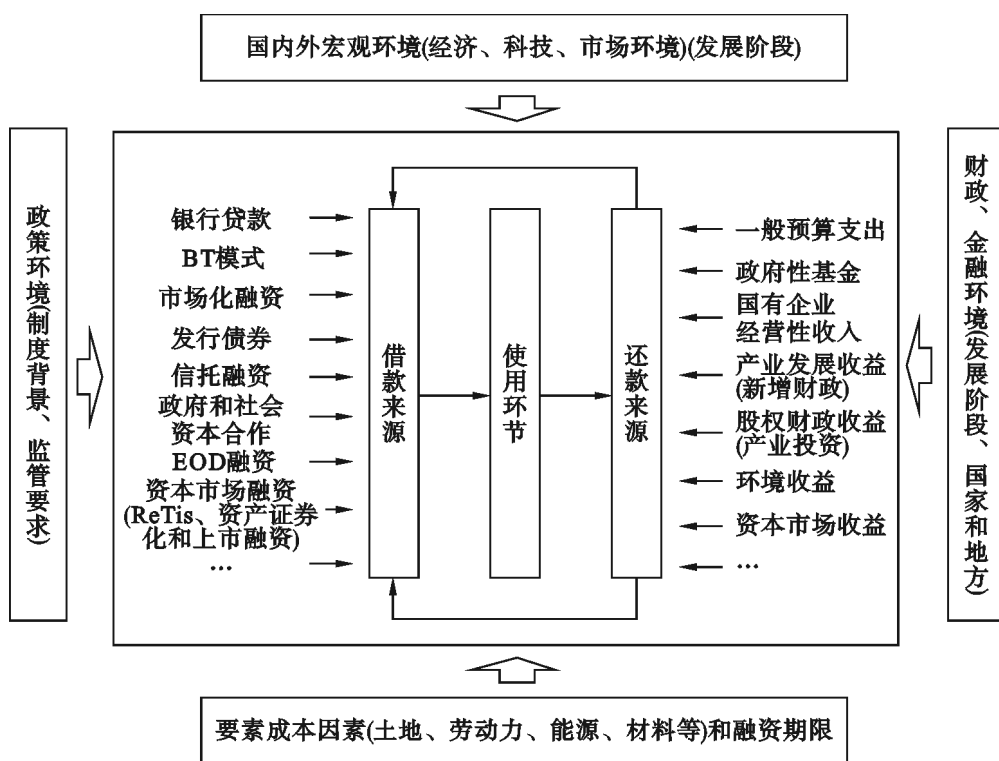 国内外宏观环境(经济、科技、市场环境)(发展阶段)
政策环境(制度背景、监管要求)
银行贷款
BT模式
市场化融资
发行债券
信托融资
政府和社会
资本合作
EOD融资
资本市场融资
(ReTis、资产证券
化和上市融资)
…
借款来源
使用环节
还款来源
一般预算支出
政府性基金
国有企业
经营性收入
产业发展收益
(新增财政)
股权财政收益
(产业投资)
环境收益
资本市场收益
…
财政、金融环境(发展阶段、国家和地方)
要素成本因素(土地、劳动力、能源、材料等)和融资期限